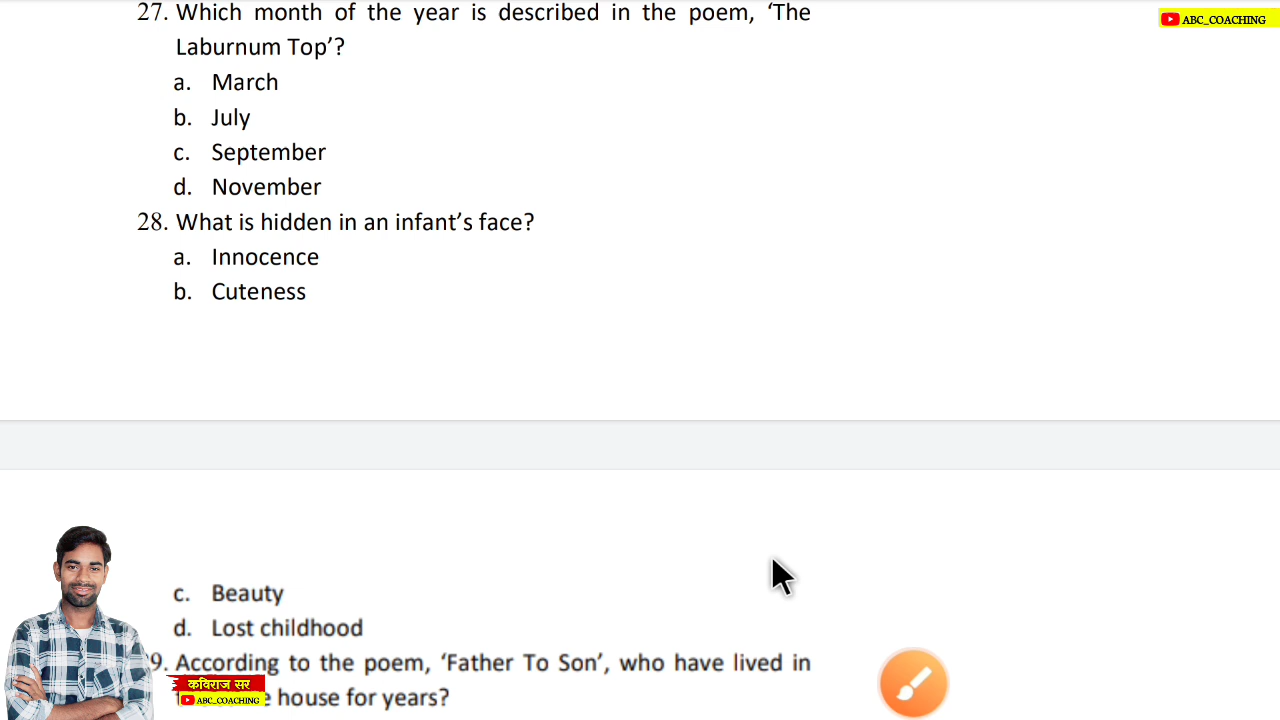 27. Which month of the year is described in the poem, ‘The
Laburnum Top’?
a. March
b. July
c. September
d. November
28. What is hidden in an infant’s face?
a. Innocence
b. Cuteness
c. Beauty
d. Lost childhood
9. According to the poem, ‘Father To Son’, who have lived in
house for years?
ABC_COACHING
कविराज सर
ABC_COACHING